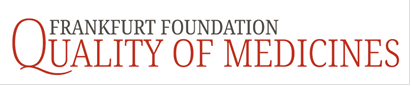 FRANKFURT FOUNDATION
QUALITY OF MEDICINES